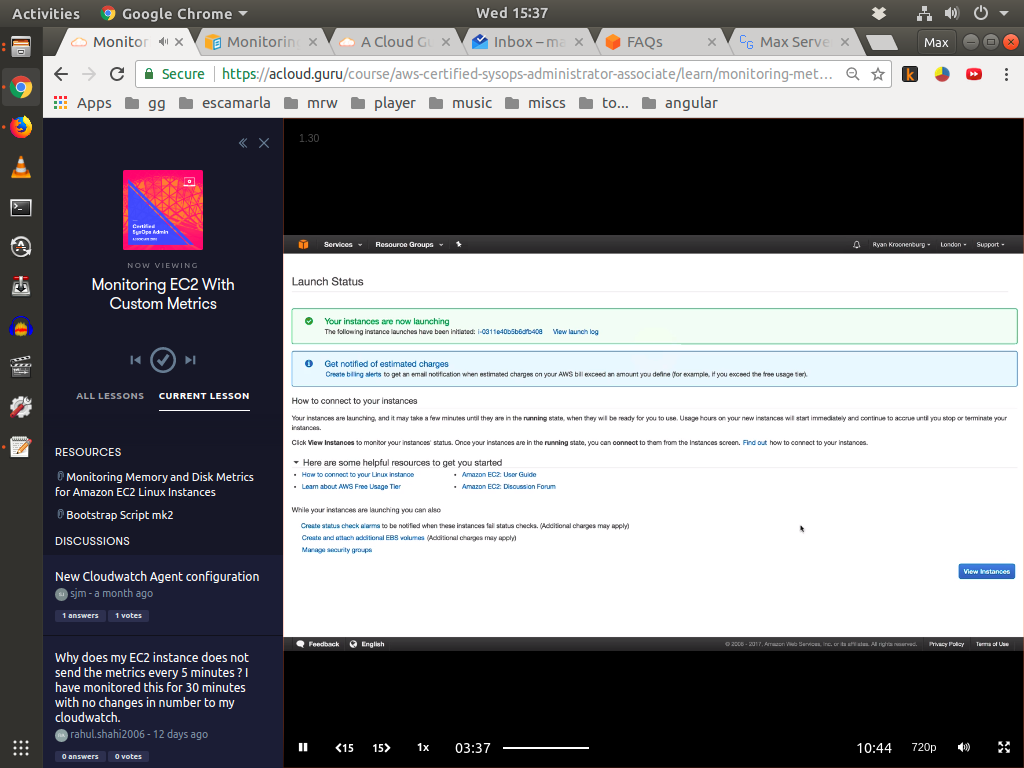 Activities Google Chrome Wed 15:37
Monitor Monitorin A Cloud Gu Inbox – ma FAQs Max Serve Max
Secure https://acloud.guru/course/aws-certified-sysops-administrator-associate/learn/monitoring-met...
Apps gg escamarla mrw player music miscs to... angular
1.30
Certified
SysOps Admin
NOW VIEWING
Monitoring EC2 With
Custom Metrics
ALL LESSONS CURRENT LESSON
RESOURCES
Monitoring Memory and Disk Metrics
for Amazon EC2 Linux Instances
Bootstrap Script mk2
DISCUSSIONS
New Cloudwatch Agent configuration
sjm - a month ago
1 answers 1 votes
Why does my EC2 instance does not
send the metrics every 5 minutes ? I
have monitored this for 30 minutes
with no changes in number to my
cloudwatch.
rahul.shahi2006 - 12 days ago
0 answers 0 votes
Services Resource Groups Ryan Kroonenburg London Support
Launch Status
Your instances are now launching
The following instance launches have been initiated: i-0311e40b5b6dfb408 View launch log
Get notified of estimated charges
Create billing alerts to get an email notification when estimated charges on your AWS bill exceed an amount you define (for example, if you exceed the free usage tier).
How to connect to your instances
Your instances are launching, and it may take a few minutes until they are in the running state, when they will be ready for you to use. Usage hours on your new instances will start immediately and continue to accrue until you stop or terminate your
instances.
Click View Instances to monitor your instances' status. Once your instances are in the running state, you can connect to them from the Instances screen. Find out how to connect to your instances.
Here are some helpful resources to get you started
How to connect to your Linux instance Amazon EC2: User Guide
Learn about AWS Free Usage Tier Amazon EC2: Discussion Forum
While your instances are launching you can also
Create status check alarms to be notified when these instances fail status checks. (Additional charges may apply)
Create and attach additional EBS volumes (Additional charges may apply)
Manage security groups
View Instances
Feedback English © 2008 - 2017, Amazon Web Services, Inc. or its affiliates. All rights reserved. Privacy Policy Terms of Use
15 15 1x 03:37 10:44 720p